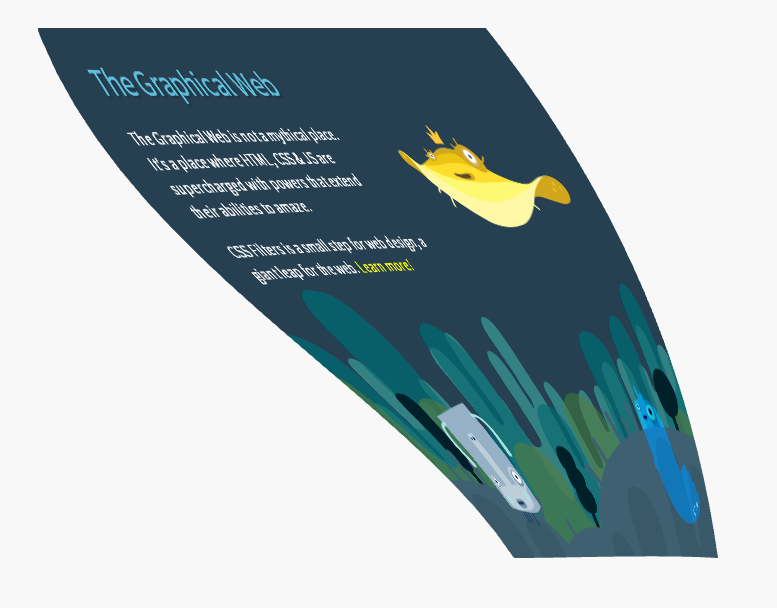 The Graphical Web
The Graphical Web is not a mythical place.
It's a place where HTML, CSS & JS are
supercharged with powers that extend
their abilities to amaze.
CSS Filters is a small step for web design, a
giant leap for the web. Learn more!